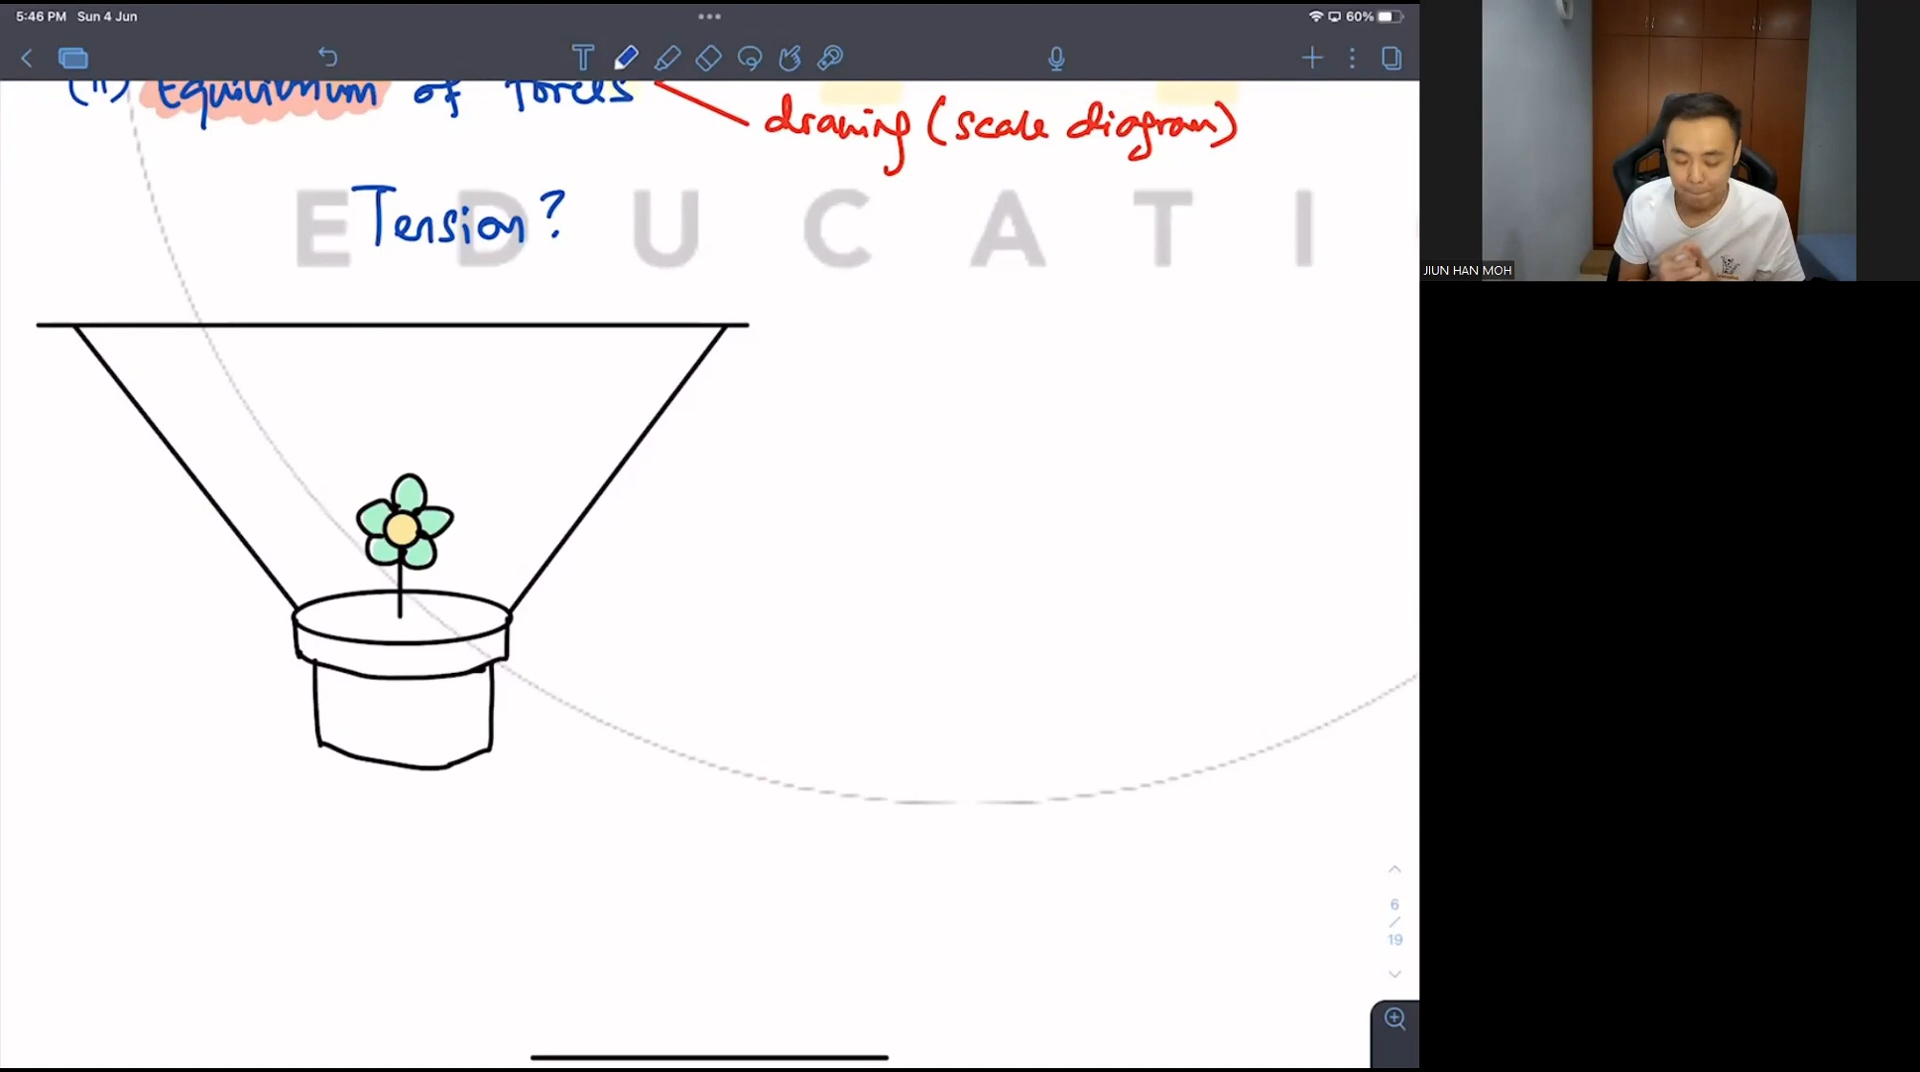 5:46 PM Sun 4 Jun
60%
T
(ii) Equilibrium of forces
drawing (scale diagram)
EDUCATI
Tension?
JIUN HAN MOH
6
/
19